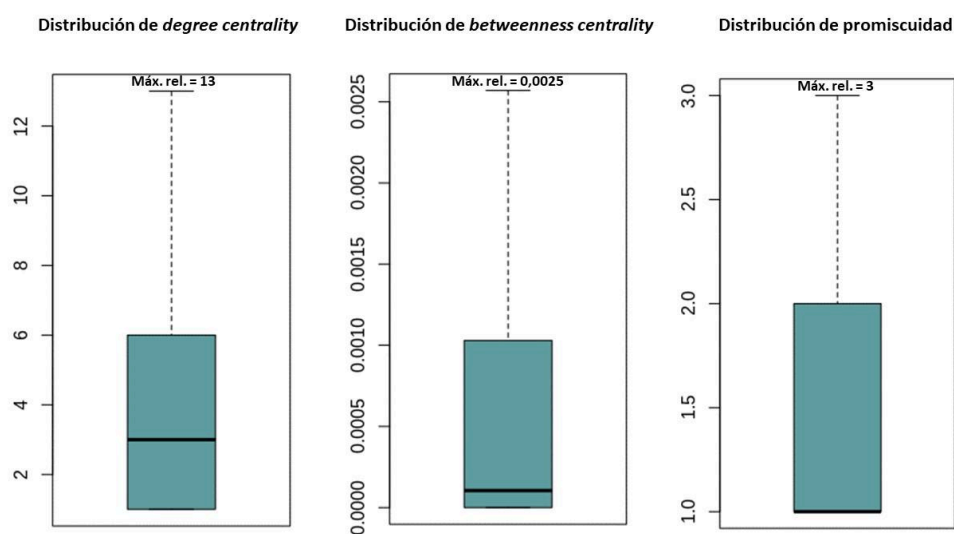 Distribución de degree centrality
Distribución de betweenness centrality
Distribución de promiscuidad
Máx. rel. = 13
12
10
8
6
4
2
Máx. rel. = 0,0025
0.0025
0.0020
0.0015
0.0010
0.0005
0.0000
Máx. rel. = 3
3.0
2.5
2.0
1.5
1.0